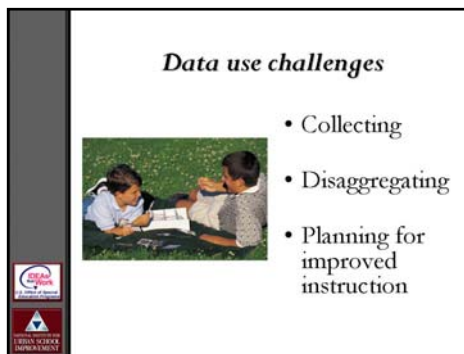 Data use challenges
• Collecting
• Disaggregating
• Planning for
improved
instruction
IDEAs
that
Work
U.S. Office of Special
Education Programs
NATIONAL INSTITUTE FOR
URBAN SCHOOL
IMPROVEMENT